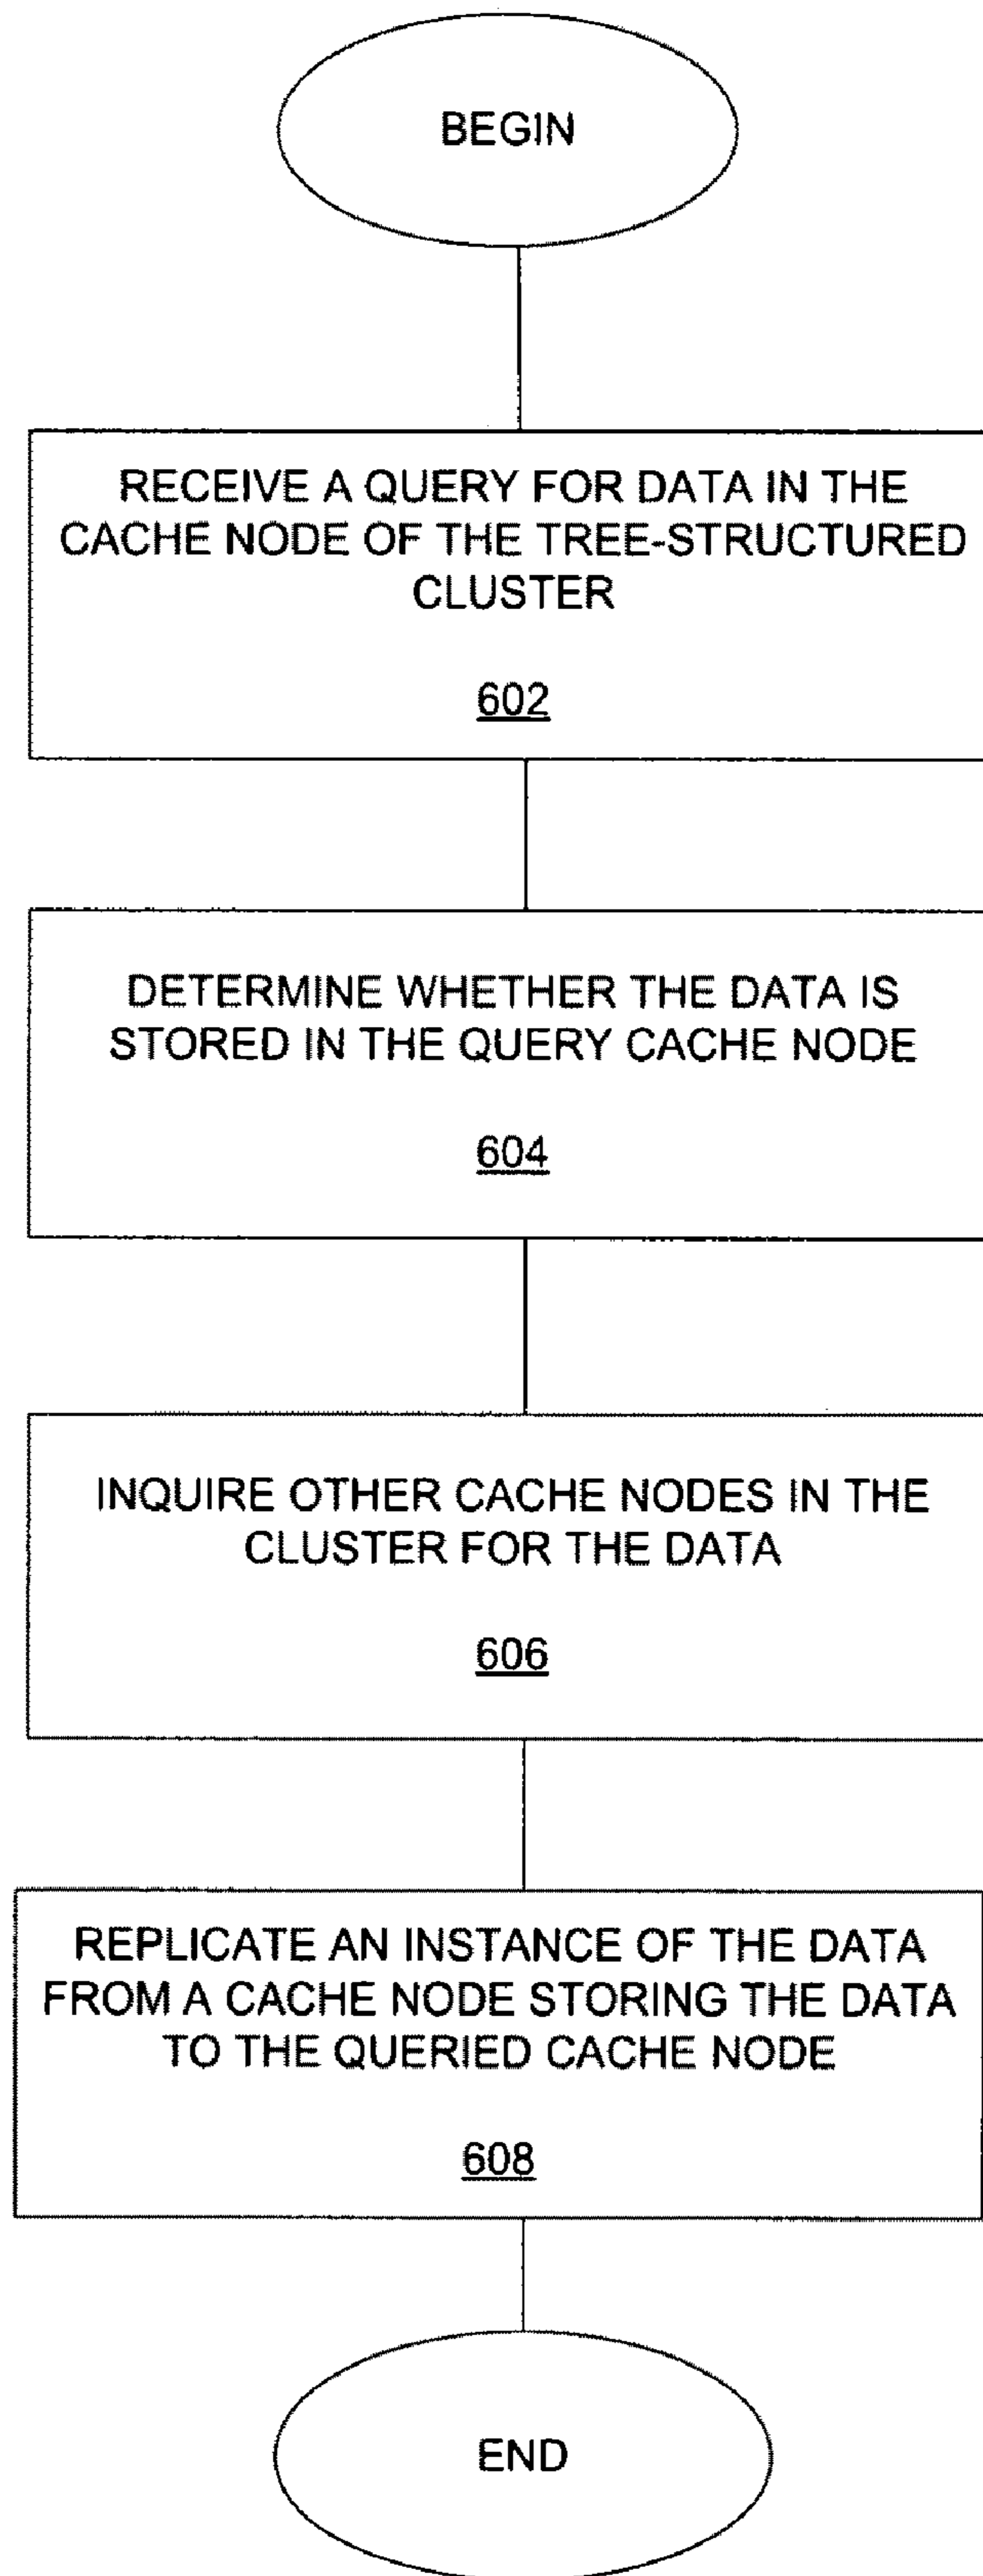 BEGIN
RECEIVE A QUERY FOR DATA IN THE
CACHE NODE OF THE TREE-STRUCTURED
CLUSTER
602
DETERMINE WHETHER THE DATA IS
STORED IN THE QUERY CACHE NODE
604
INQUIRE OTHER CACHE NODES IN THE
CLUSTER FOR THE DATA
606
REPLICATE AN INSTANCE OF THE DATA
FROM A CACHE NODE STORING THE DATA
TO THE QUERIED CACHE NODE
608
END